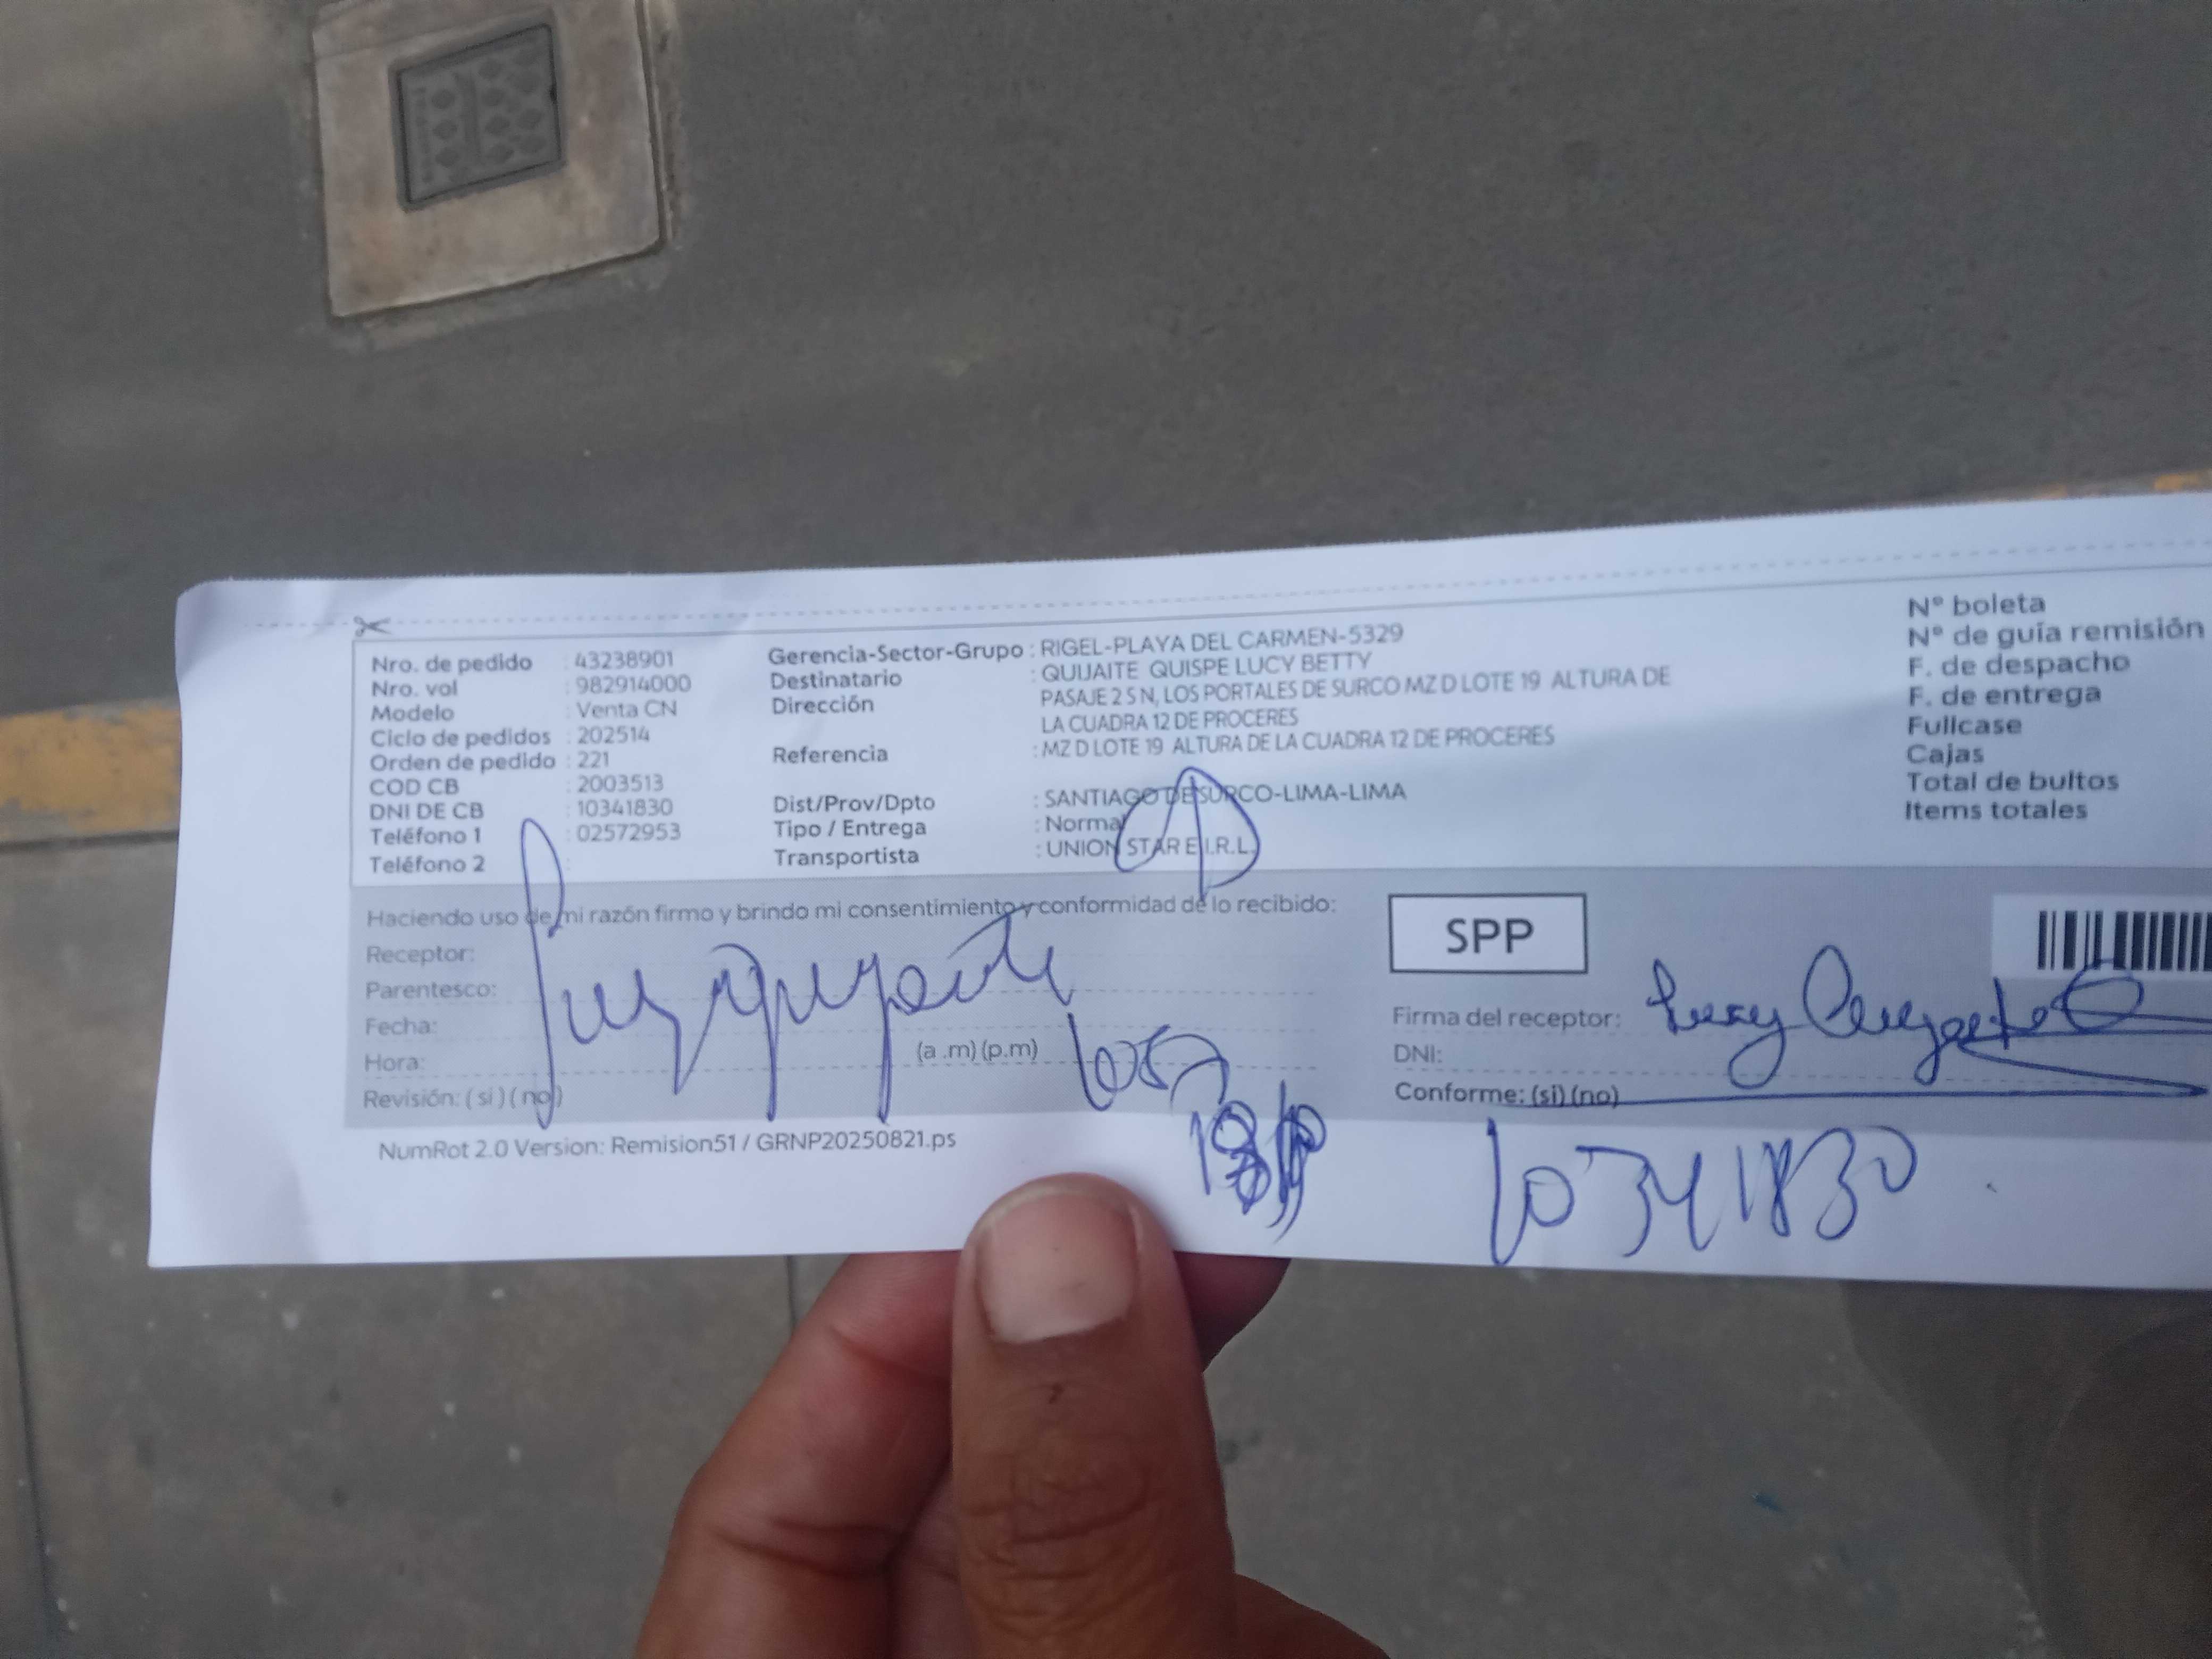 Nro. de pedido : 43238901
Nro. vol : 982914000
Modelo : Venta CN
Ciclo de pedidos : 202514
Orden de pedido : 221
COD CB : 2003513
DNI DE CB : 10341830
Teléfono 1 : 02572953
Teléfono 2 :
Gerencia-Sector-Grupo : RIGEL-PLAYA DEL CARMEN-5329
Destinatario : QUIJAITE QUISPE LUCY BETTY
Dirección : PASAJE 2 S N, LOS PORTALES DE SURCO MZ D LOTE 19 ALTURA DE
LA CUADRA 12 DE PROCERES
Referencia : MZ D LOTE 19 ALTURA DE LA CUADRA 12 DE PROCERES
Dist/Prov/Dpto : SANTIAGO DE SURCO-LIMA-LIMA
Tipo / Entrega : Normal
Transportista : UNION STAR E.I.R.L.
N° boleta
N° de guía remisión
F. de despacho
F. de entrega
Fullcase
Cajas
Total de bultos
Items totales
Haciendo uso de mi razón firmo y brindo mi consentimiento y conformidad de lo recibido:
Receptor:
Parentesco:
Fecha:
Hora: (a .m) (p.m)
Revisión: ( si ) ( no )
SPP
Firma del receptor: Lucy
DNI:
Conforme: (si) (no)
10341830
NumRot 2.0 Version: Remision51 / GRNP20250821.ps